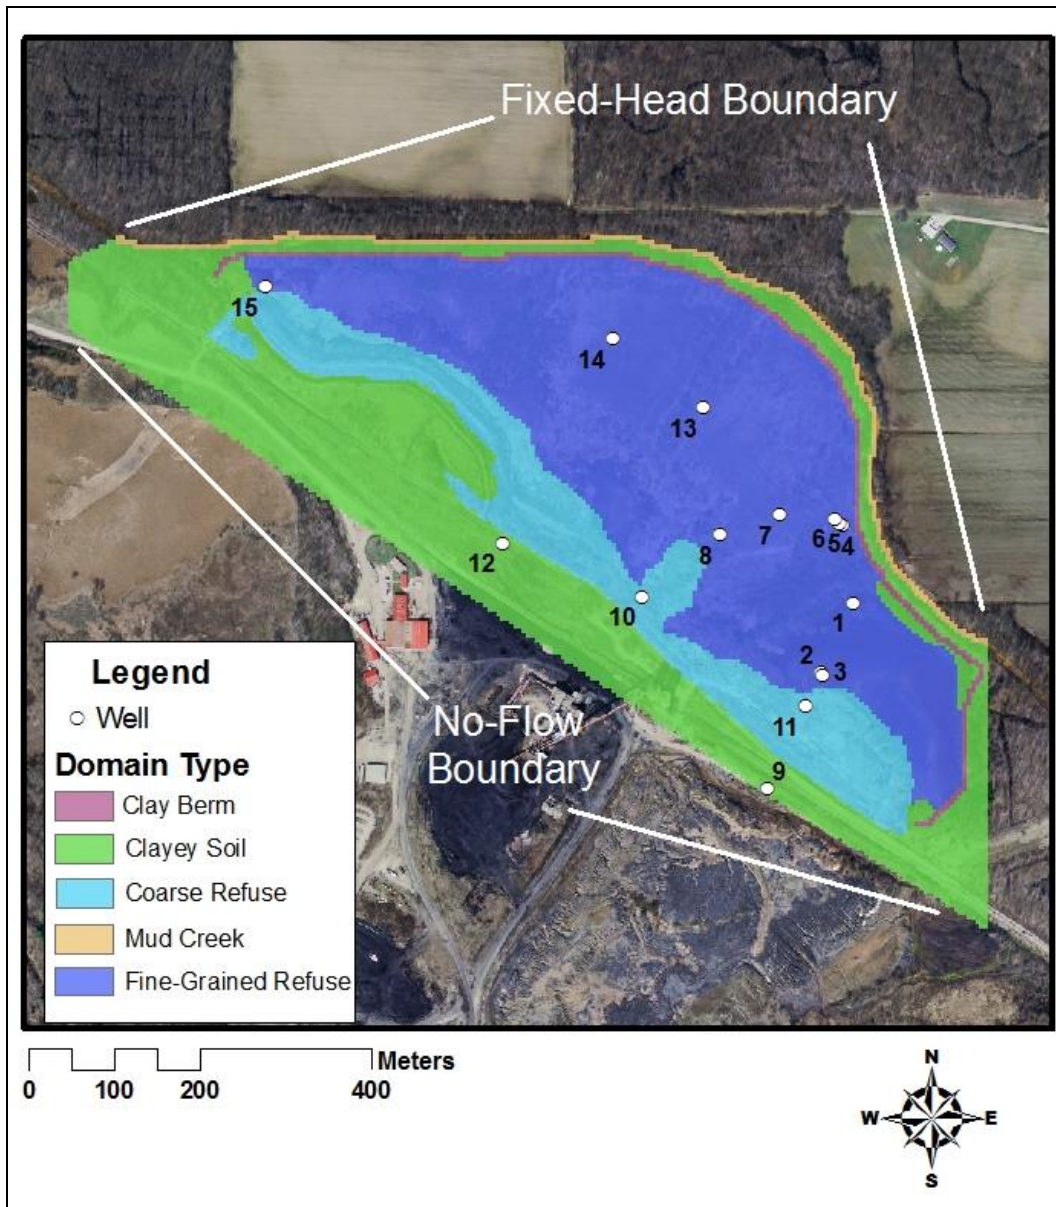 Fixed-Head Boundary
15
14
13
7
6
5
4
8
12
10
1
2
3
11
9
No-Flow
Boundary
Legend
Well
Domain Type
Clay Berm
Clayey Soil
Coarse Refuse
Mud Creek
Fine-Grained Refuse
Meters
0 100 200 400
N
W E
S